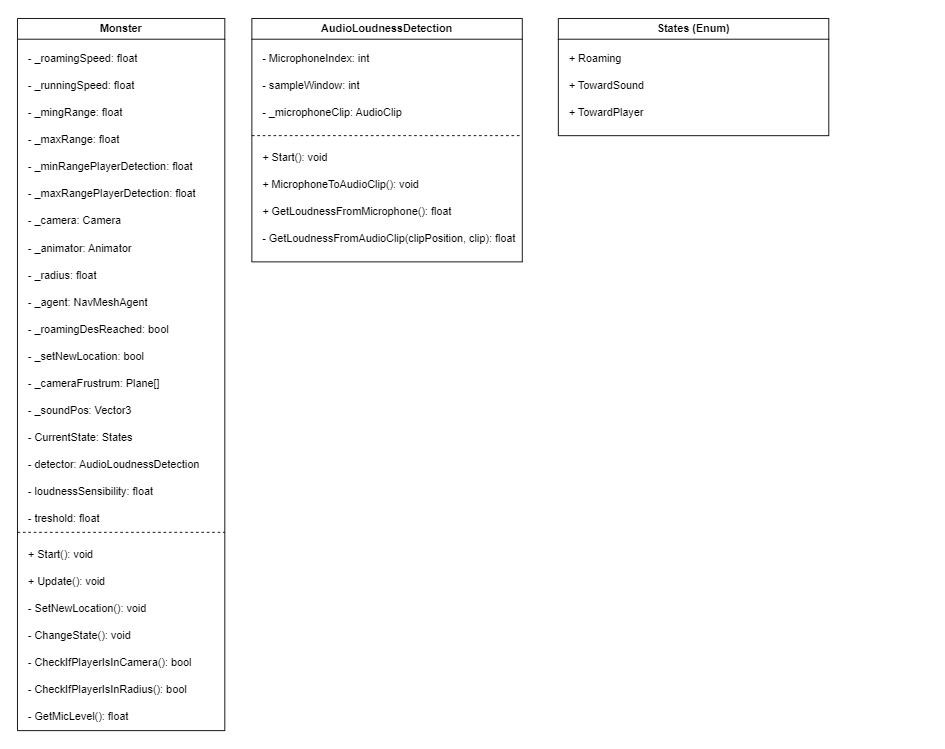 Monster
- _roamingSpeed: float
- _runningSpeed: float
- _mingRange: float
- _maxRange: float
- _minRangePlayerDetection: float
- _maxRangePlayerDetection: float
- _camera: Camera
- _animator: Animator
- _radius: float
- _agent: NavMeshAgent
- _roamingDesReached: bool
- _setNewLocation: bool
- _cameraFrustrum: Plane[]
- _soundPos: Vector3
- CurrentState: States
- detector: AudioLoudnessDetection
- loudnessSensibility: float
- treshold: float
+ Start(): void
+ Update(): void
- SetNewLocation(): void
- ChangeState(): void
- CheckIfPlayerIsInCamera(): bool
- CheckIfPlayerIsInRadius(): bool
- GetMicLevel(): float
AudioLoudnessDetection
- MicrophoneIndex: int
- sampleWindow: int
- _microphoneClip: AudioClip
+ Start(): void
+ MicrophoneToAudioClip(): void
+ GetLoudnessFromMicrophone(): float
- GetLoudnessFromAudioClip(clipPosition, clip): float
States (Enum)
+ Roaming
+ TowardSound
+ TowardPlayer